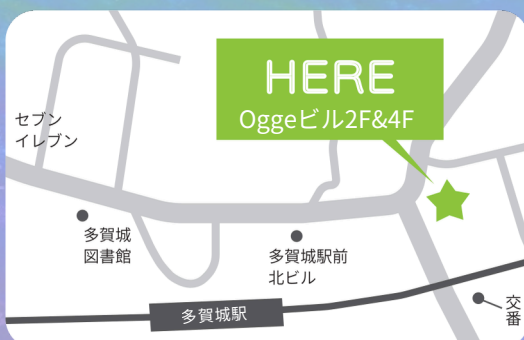 HERE
Oggeビル2F&4F
セブン
イレブン
多賀城
図書館
多賀城駅前
北ビル
多賀城駅
交
番